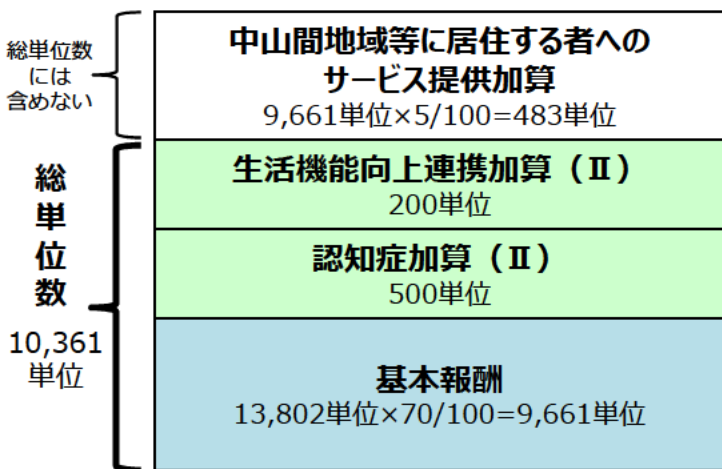 総単位数
には
含めない
中山間地域等に居住する者への
サービス提供加算
9,661単位×5/100=483単位
総
単
位
数
10,361
単位
生活機能向上連携加算（Ⅱ）
200単位
認知症加算（Ⅱ）
500単位
基本報酬
13,802単位×70/100=9,661単位